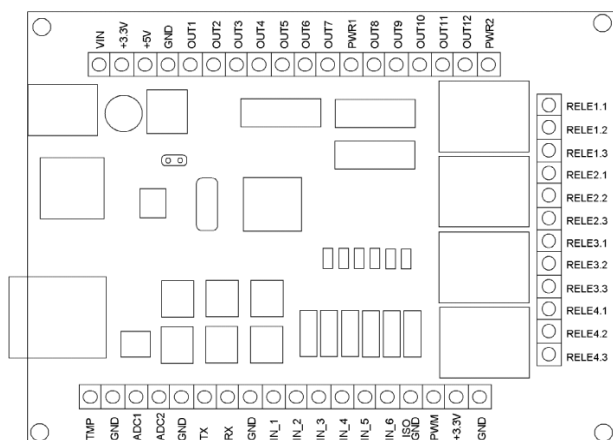 VIN
+3.3V
+5V
GND
OUT1
OUT2
OUT3
OUT4
OUT5
OUT6
OUT7
PWR1
OUT8
OUT9
OUT10
OUT11
OUT12
PWR2
RELE1.1
RELE1.2
RELE1.3
RELE2.1
RELE2.2
RELE2.3
RELE3.1
RELE3.2
RELE3.3
RELE4.1
RELE4.2
RELE4.3
TMP
GND
ADC1
ADC2
GND
TX
RX
GND
IN_1
IN_2
IN_3
IN_4
IN_5
IN_6
ISO
GND
PWM
+3.3V
GND